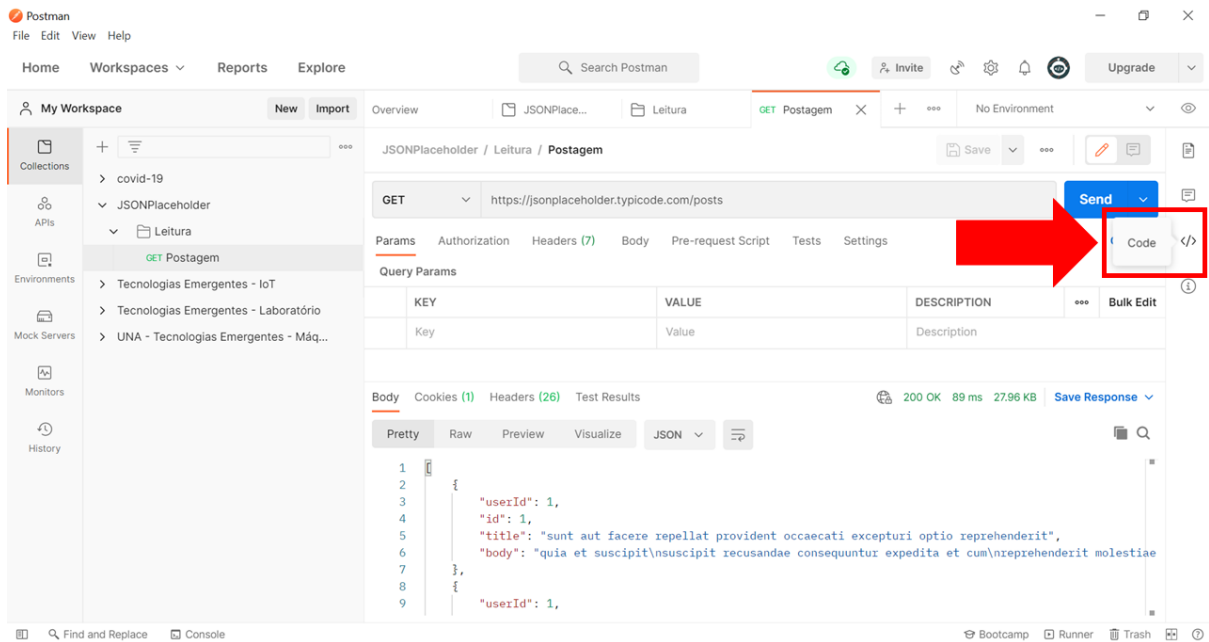 Postman
File Edit View Help
Home Workspaces Reports Explore Search Postman Invite Upgrade
My Workspace New Import Overview JSONPlace... Leitura GET Postagem No Environment
Collections
APIs
Environments
Mock Servers
Monitors
History
covid-19
JSONPlaceholder
Leitura
GET Postagem
Tecnologias Emergentes - IoT
Tecnologias Emergentes - Laboratório
UNA - Tecnologias Emergentes - Máq...
JSONPlaceholder / Leitura / Postagem Save
GET https://jsonplaceholder.typicode.com/posts Send
Params Authorization Headers (7) Body Pre-request Script Tests Settings Code </>
Query Params
KEY VALUE DESCRIPTION Bulk Edit
Key Value Description
Body Cookies (1) Headers (26) Test Results 200 OK 89 ms 27.96 KB Save Response
Pretty Raw Preview Visualize JSON
1 [
2 {
3 "userId": 1,
4 "id": 1,
5 "title": "sunt aut facere repellat provident occaecati excepturi optio reprehenderit",
6 "body": "quia et suscipit\nsuscipit recusandae consequuntur expedita et cum\nreprehenderit molestiae
7 },
8 {
9 "userId": 1,
Find and Replace Console Bootcamp Runner Trash